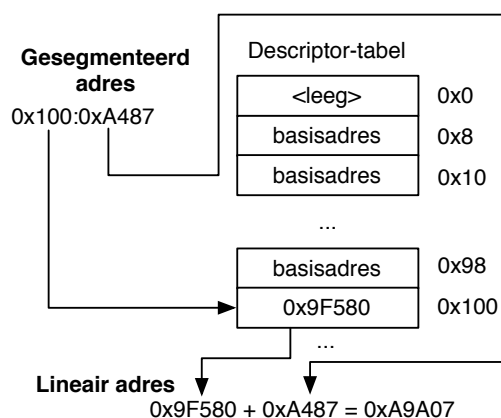 Gesegmenteerd
adres
0x100:0xA487
Descriptor-tabel
<leeg> 0x0
basisadres 0x8
basisadres 0x10
...
basisadres 0x98
0x9F580 0x100
...
Lineair adres
0x9F580 + 0xA487 = 0xA9A07